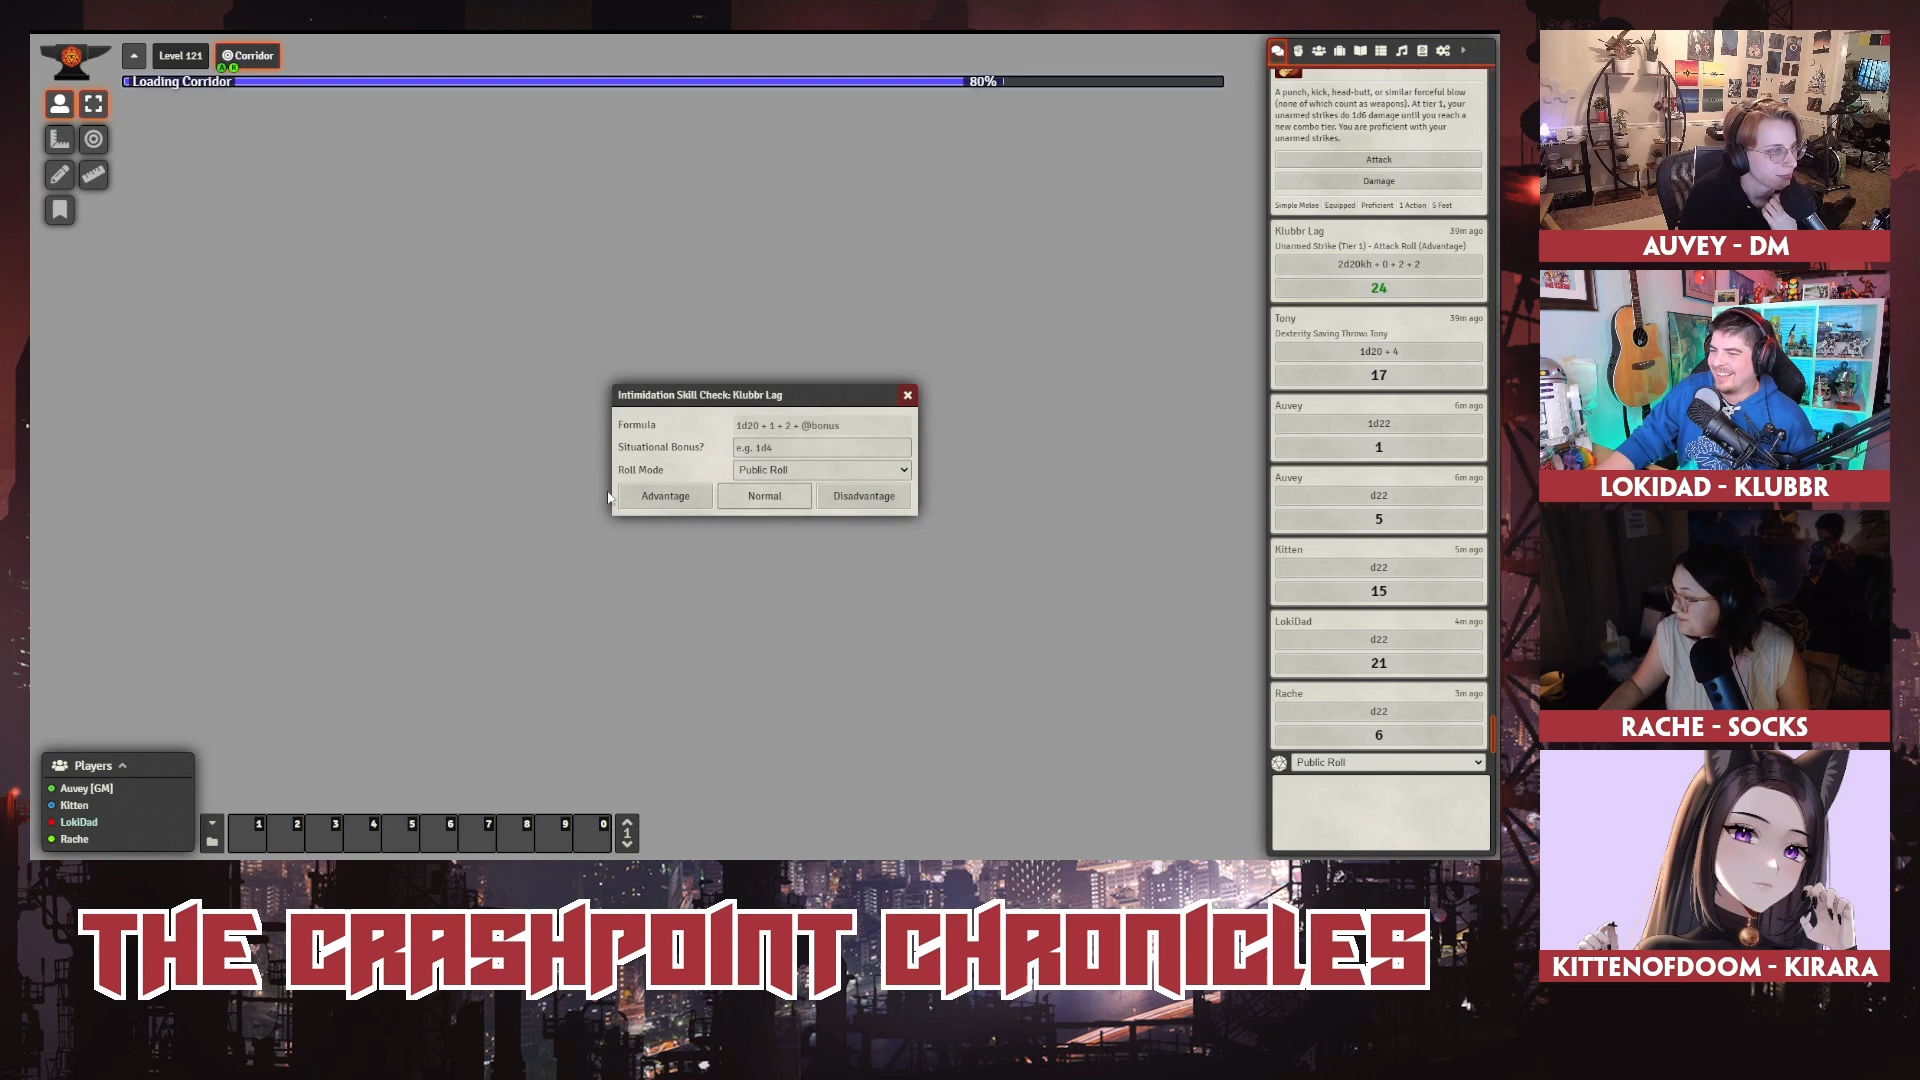 Level 121
Corridor
A
R
Loading Corridor
80%
A punch, kick, head-butt, or similar forceful blow
(none of which count as weapons). At tier 1, your
unarmed strikes do 1d6 damage until you reach a
new combo tier. You are proficient with your
unarmed strikes.
Attack
Damage
Simple Melee Equipped Proficient 1 Action 5 Feet
Klubbr Lag 39m ago
Unarmed Strike (Tier 1) - Attack Roll (Advantage)
2d20kh + 0 + 2 + 2
24
Tony 39m ago
Dexterity Saving Throw: Tony
1d20 + 4
17
Auvey 6m ago
1d22
1
Auvey 6m ago
d22
5
Kitten 5m ago
d22
15
LokiDad 4m ago
d22
21
Rache 3m ago
d22
6
Public Roll
Intimidation Skill Check: Klubbr Lag
Formula 1d20 + 1 + 2 + @bonus
Situational Bonus? e.g. 1d4
Roll Mode Public Roll
Advantage Normal Disadvantage
Players
Auvey [GM]
Kitten
LokiDad
Rache
1 2 3 4 5 6 7 8 9 0
1
AUVEY - DM
LOKIDAD - KLUBBR
RACHE - SOCKS
KITTENOFDOOM - KIRARA
THE CRASHPOINT CHRONICLES